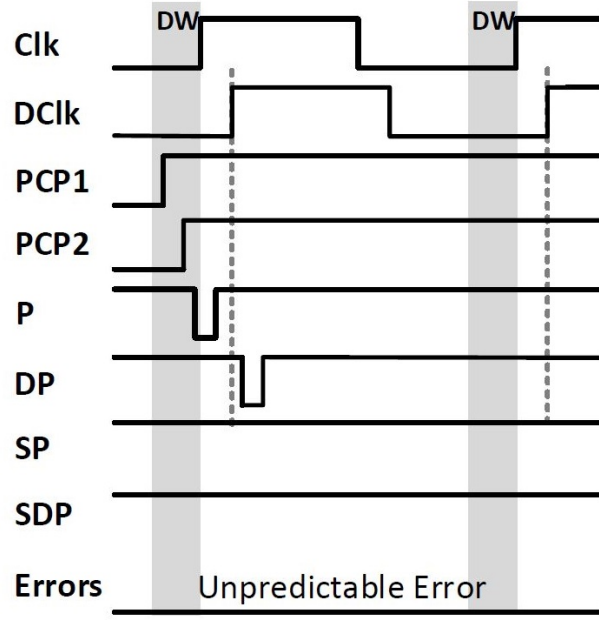 DW DW
Clk
DClk
PCP1
PCP2
P
DP
SP
SDP
Errors Unpredictable Error